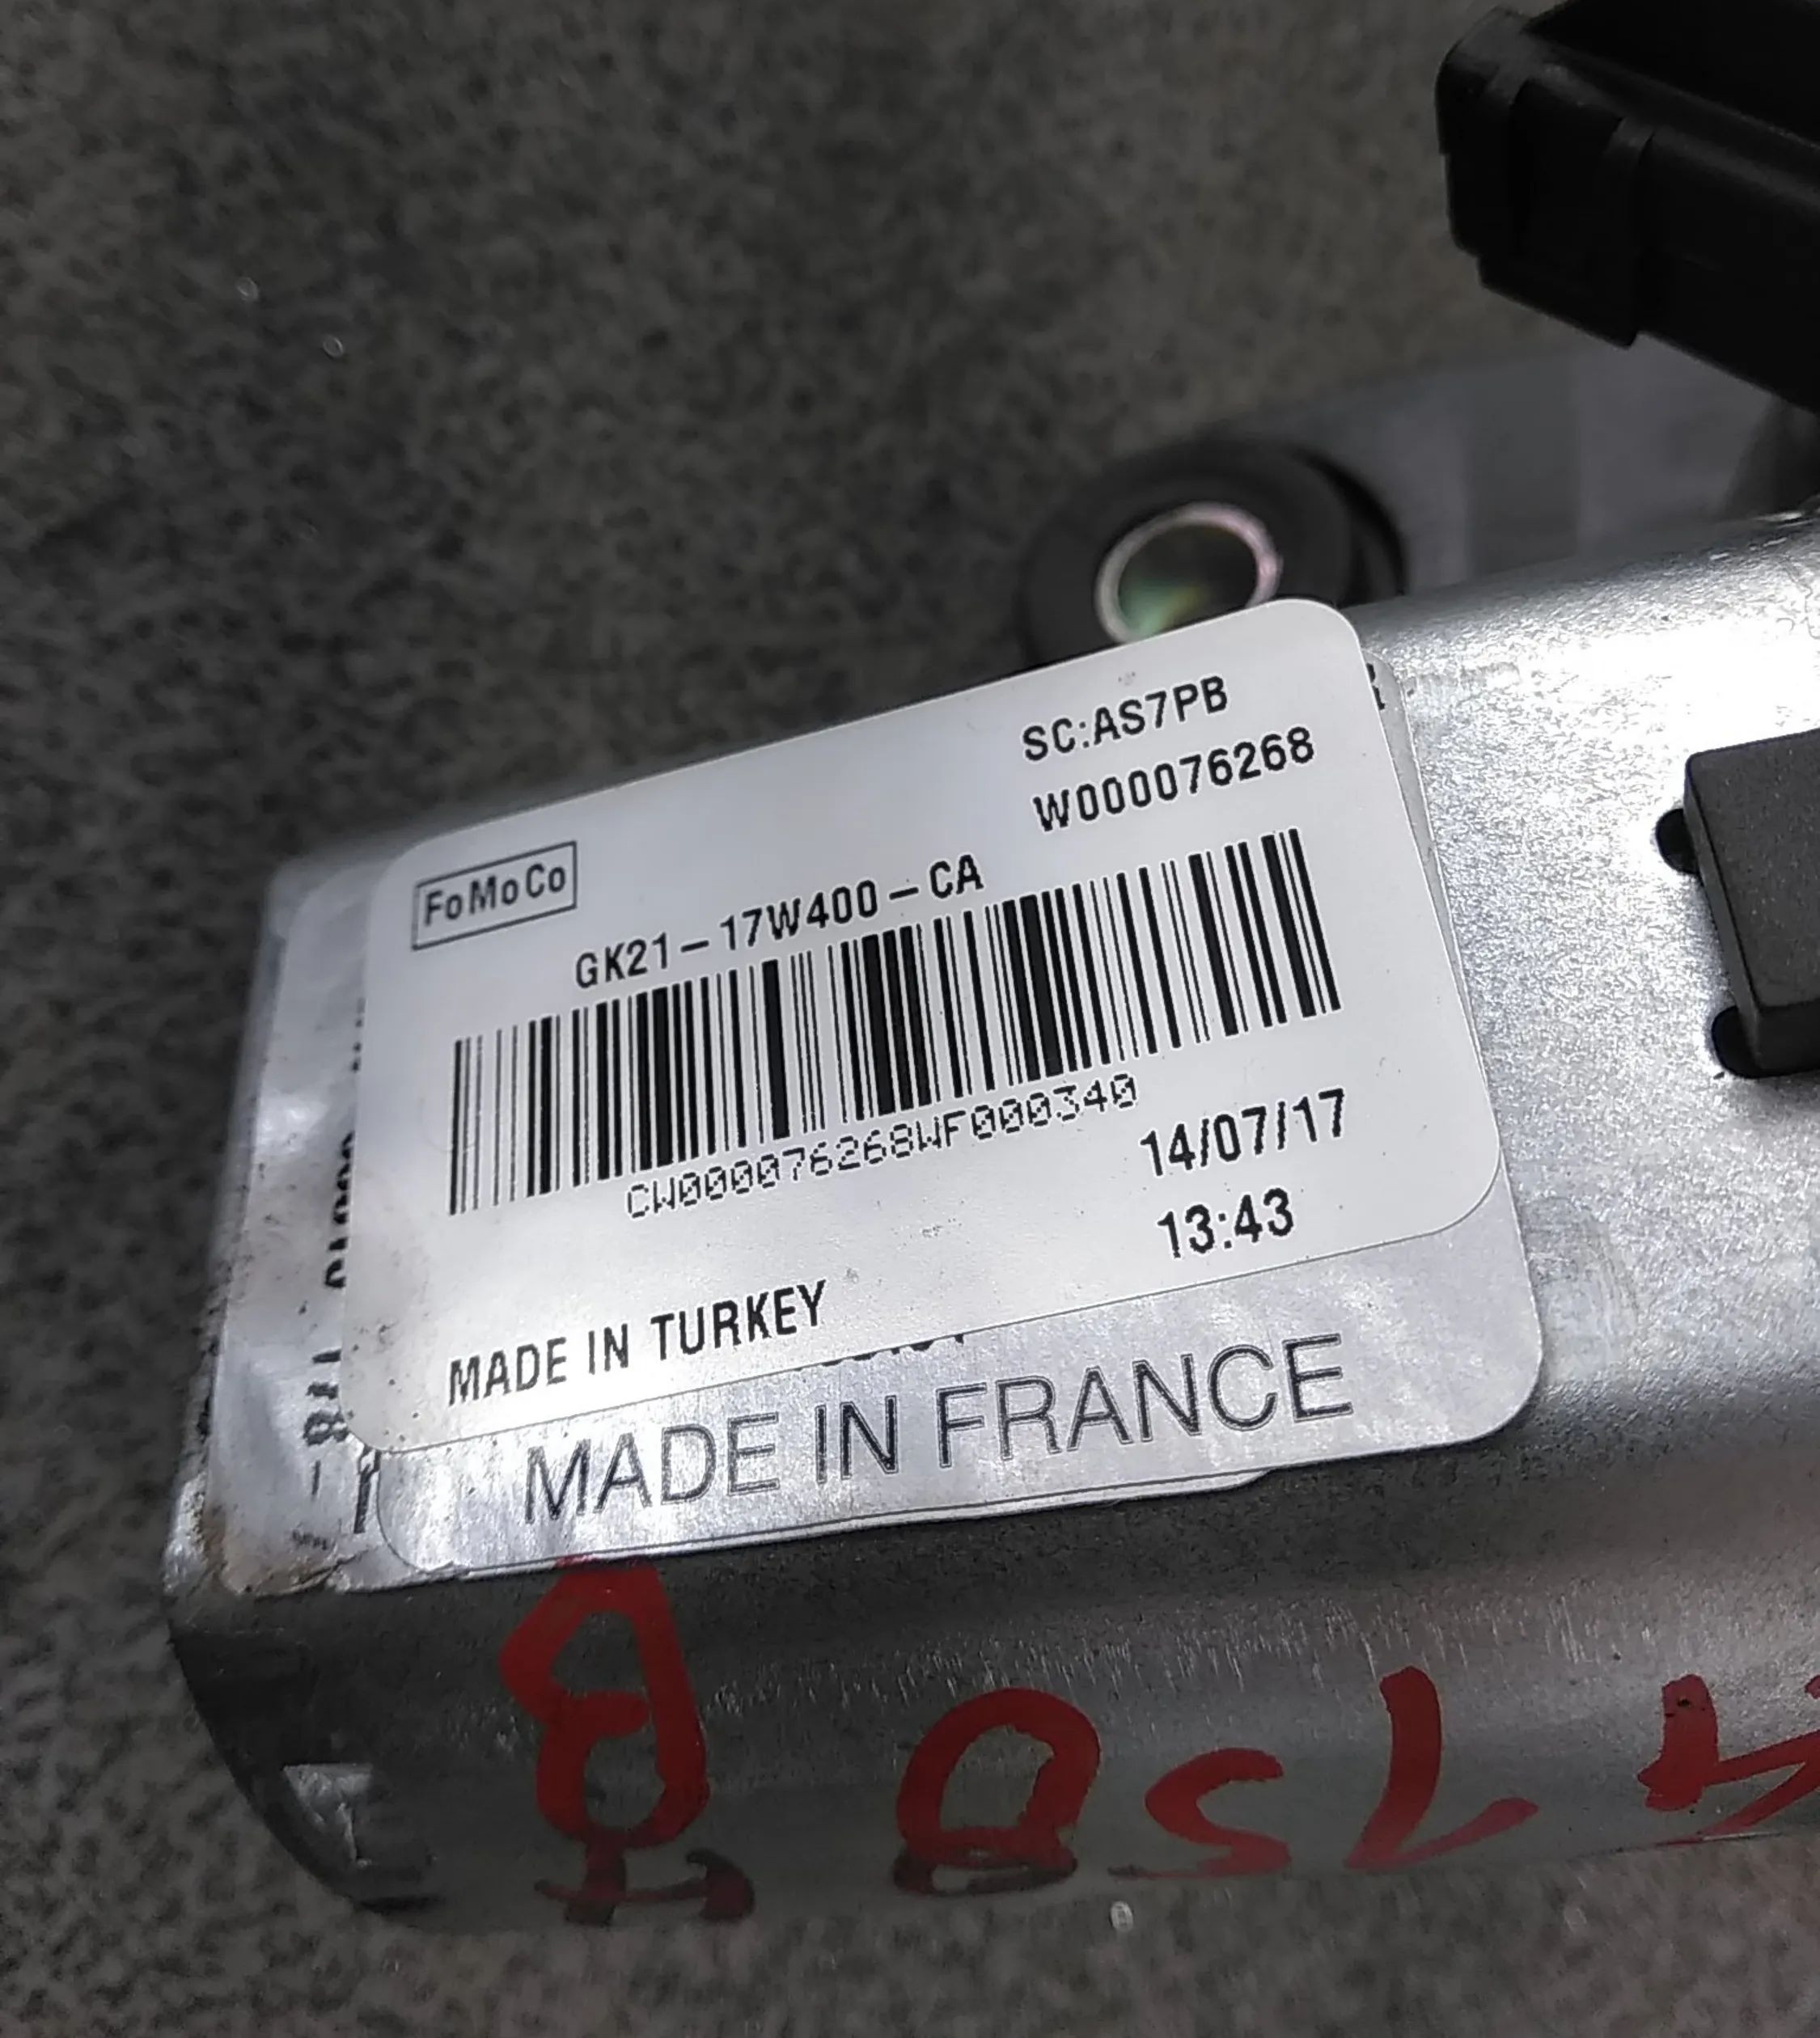 SC:AS7PB
W000076268
FoMoCo
GK21-17W400-CA
CW000076268WF000340
14/07/17
13:43
MADE IN TURKEY
MADE IN FRANCE